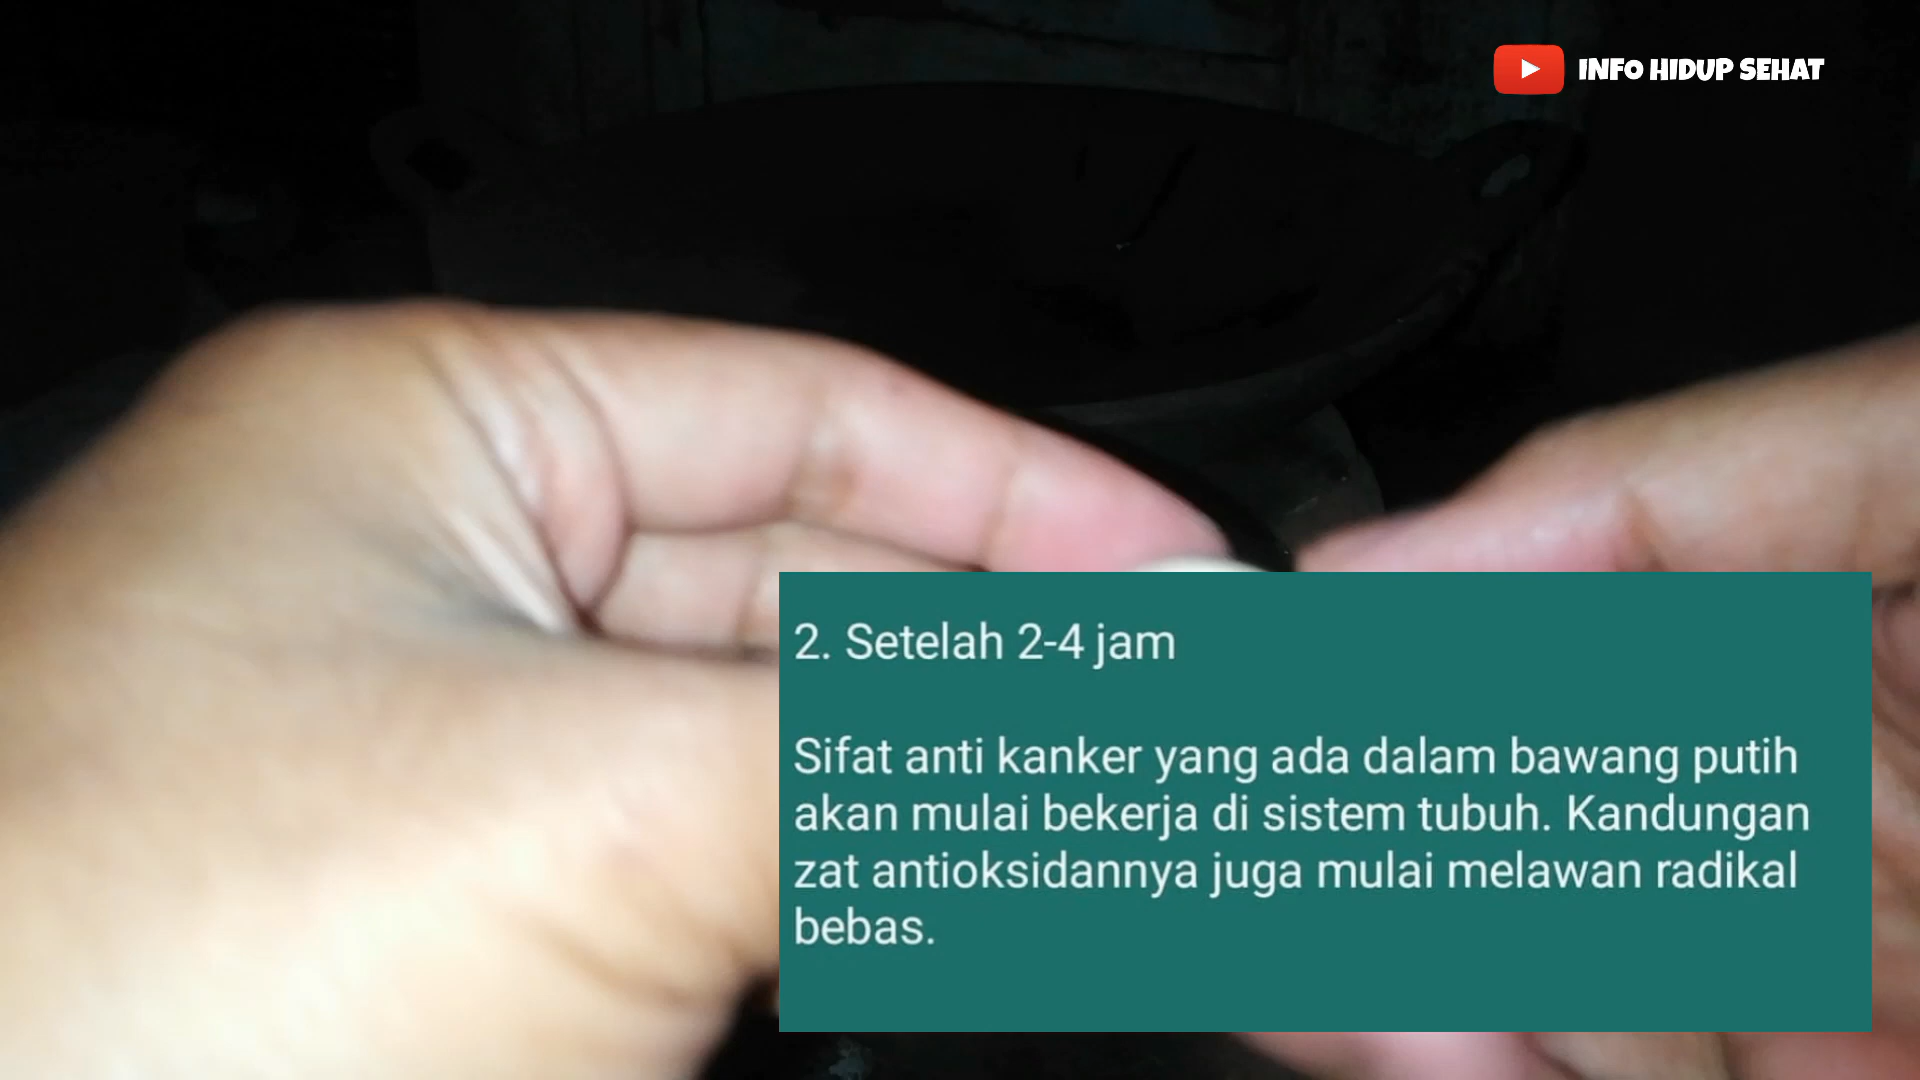 INFO HIDUP SEHAT
2. Setelah 2-4 jam
Sifat anti kanker yang ada dalam bawang putih
akan mulai bekerja di sistem tubuh. Kandungan
zat antioksidannya juga mulai melawan radikal
bebas.